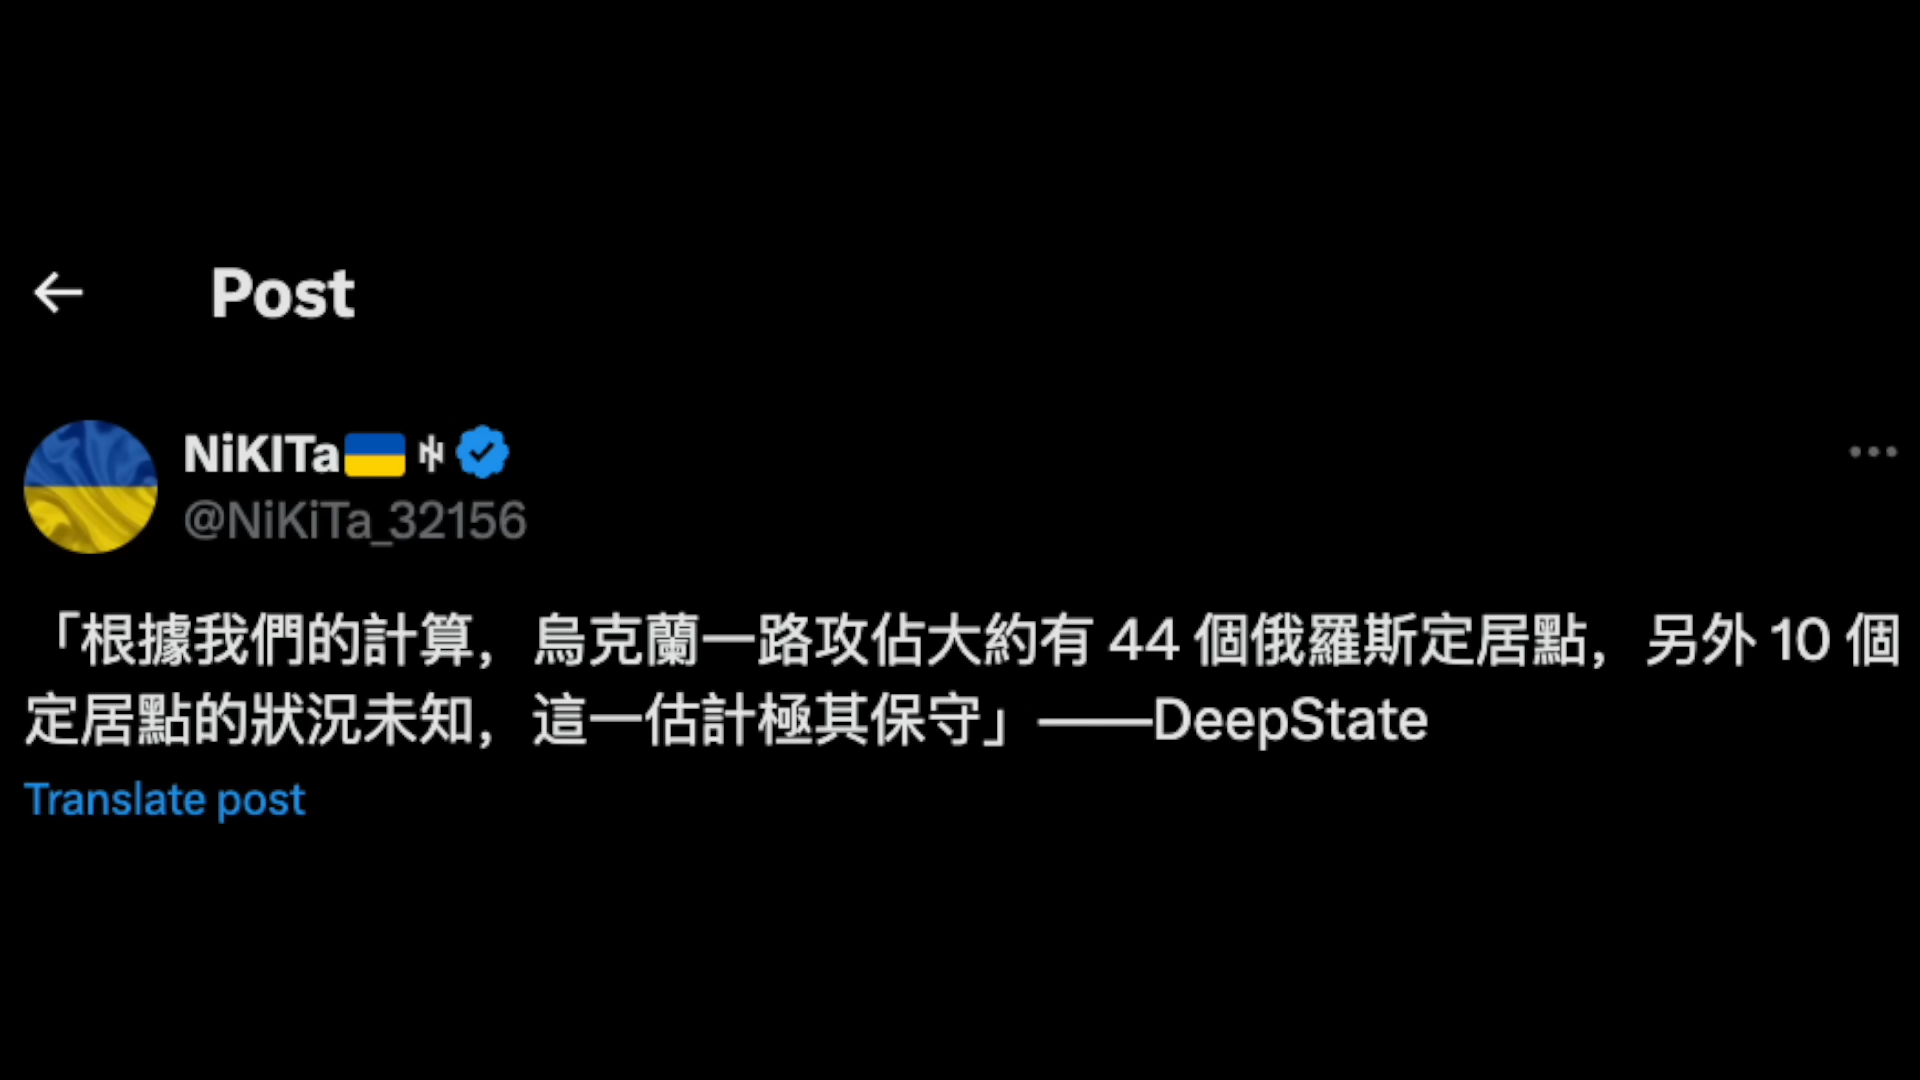 Post
NiKITa🇺🇦
@NiKiTa_32156
「根據我們的計算，烏克蘭一路攻佔大約有 44 個俄羅斯定居點，另外 10 個
定居點的狀況未知，這一估計極其保守」——DeepState
Translate post